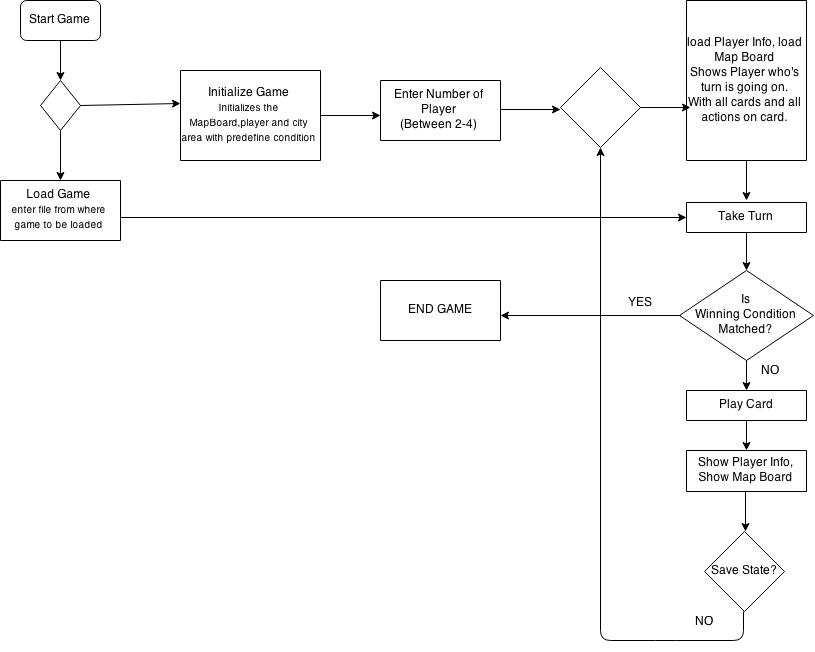 Start Game
Initialize Game
Initializes the
MapBoard,player and city
area with predefine condition
Enter Number of
Player
(Between 2-4)
load Player Info, load
Map Board
Shows Player who's
turn is going on.
With all cards and all
actions on card.
Load Game
enter file from where
game to be loaded
Take Turn
END GAME
YES
Is
Winning Condition
Matched?
NO
Play Card
Show Player Info,
Show Map Board
Save State?
NO